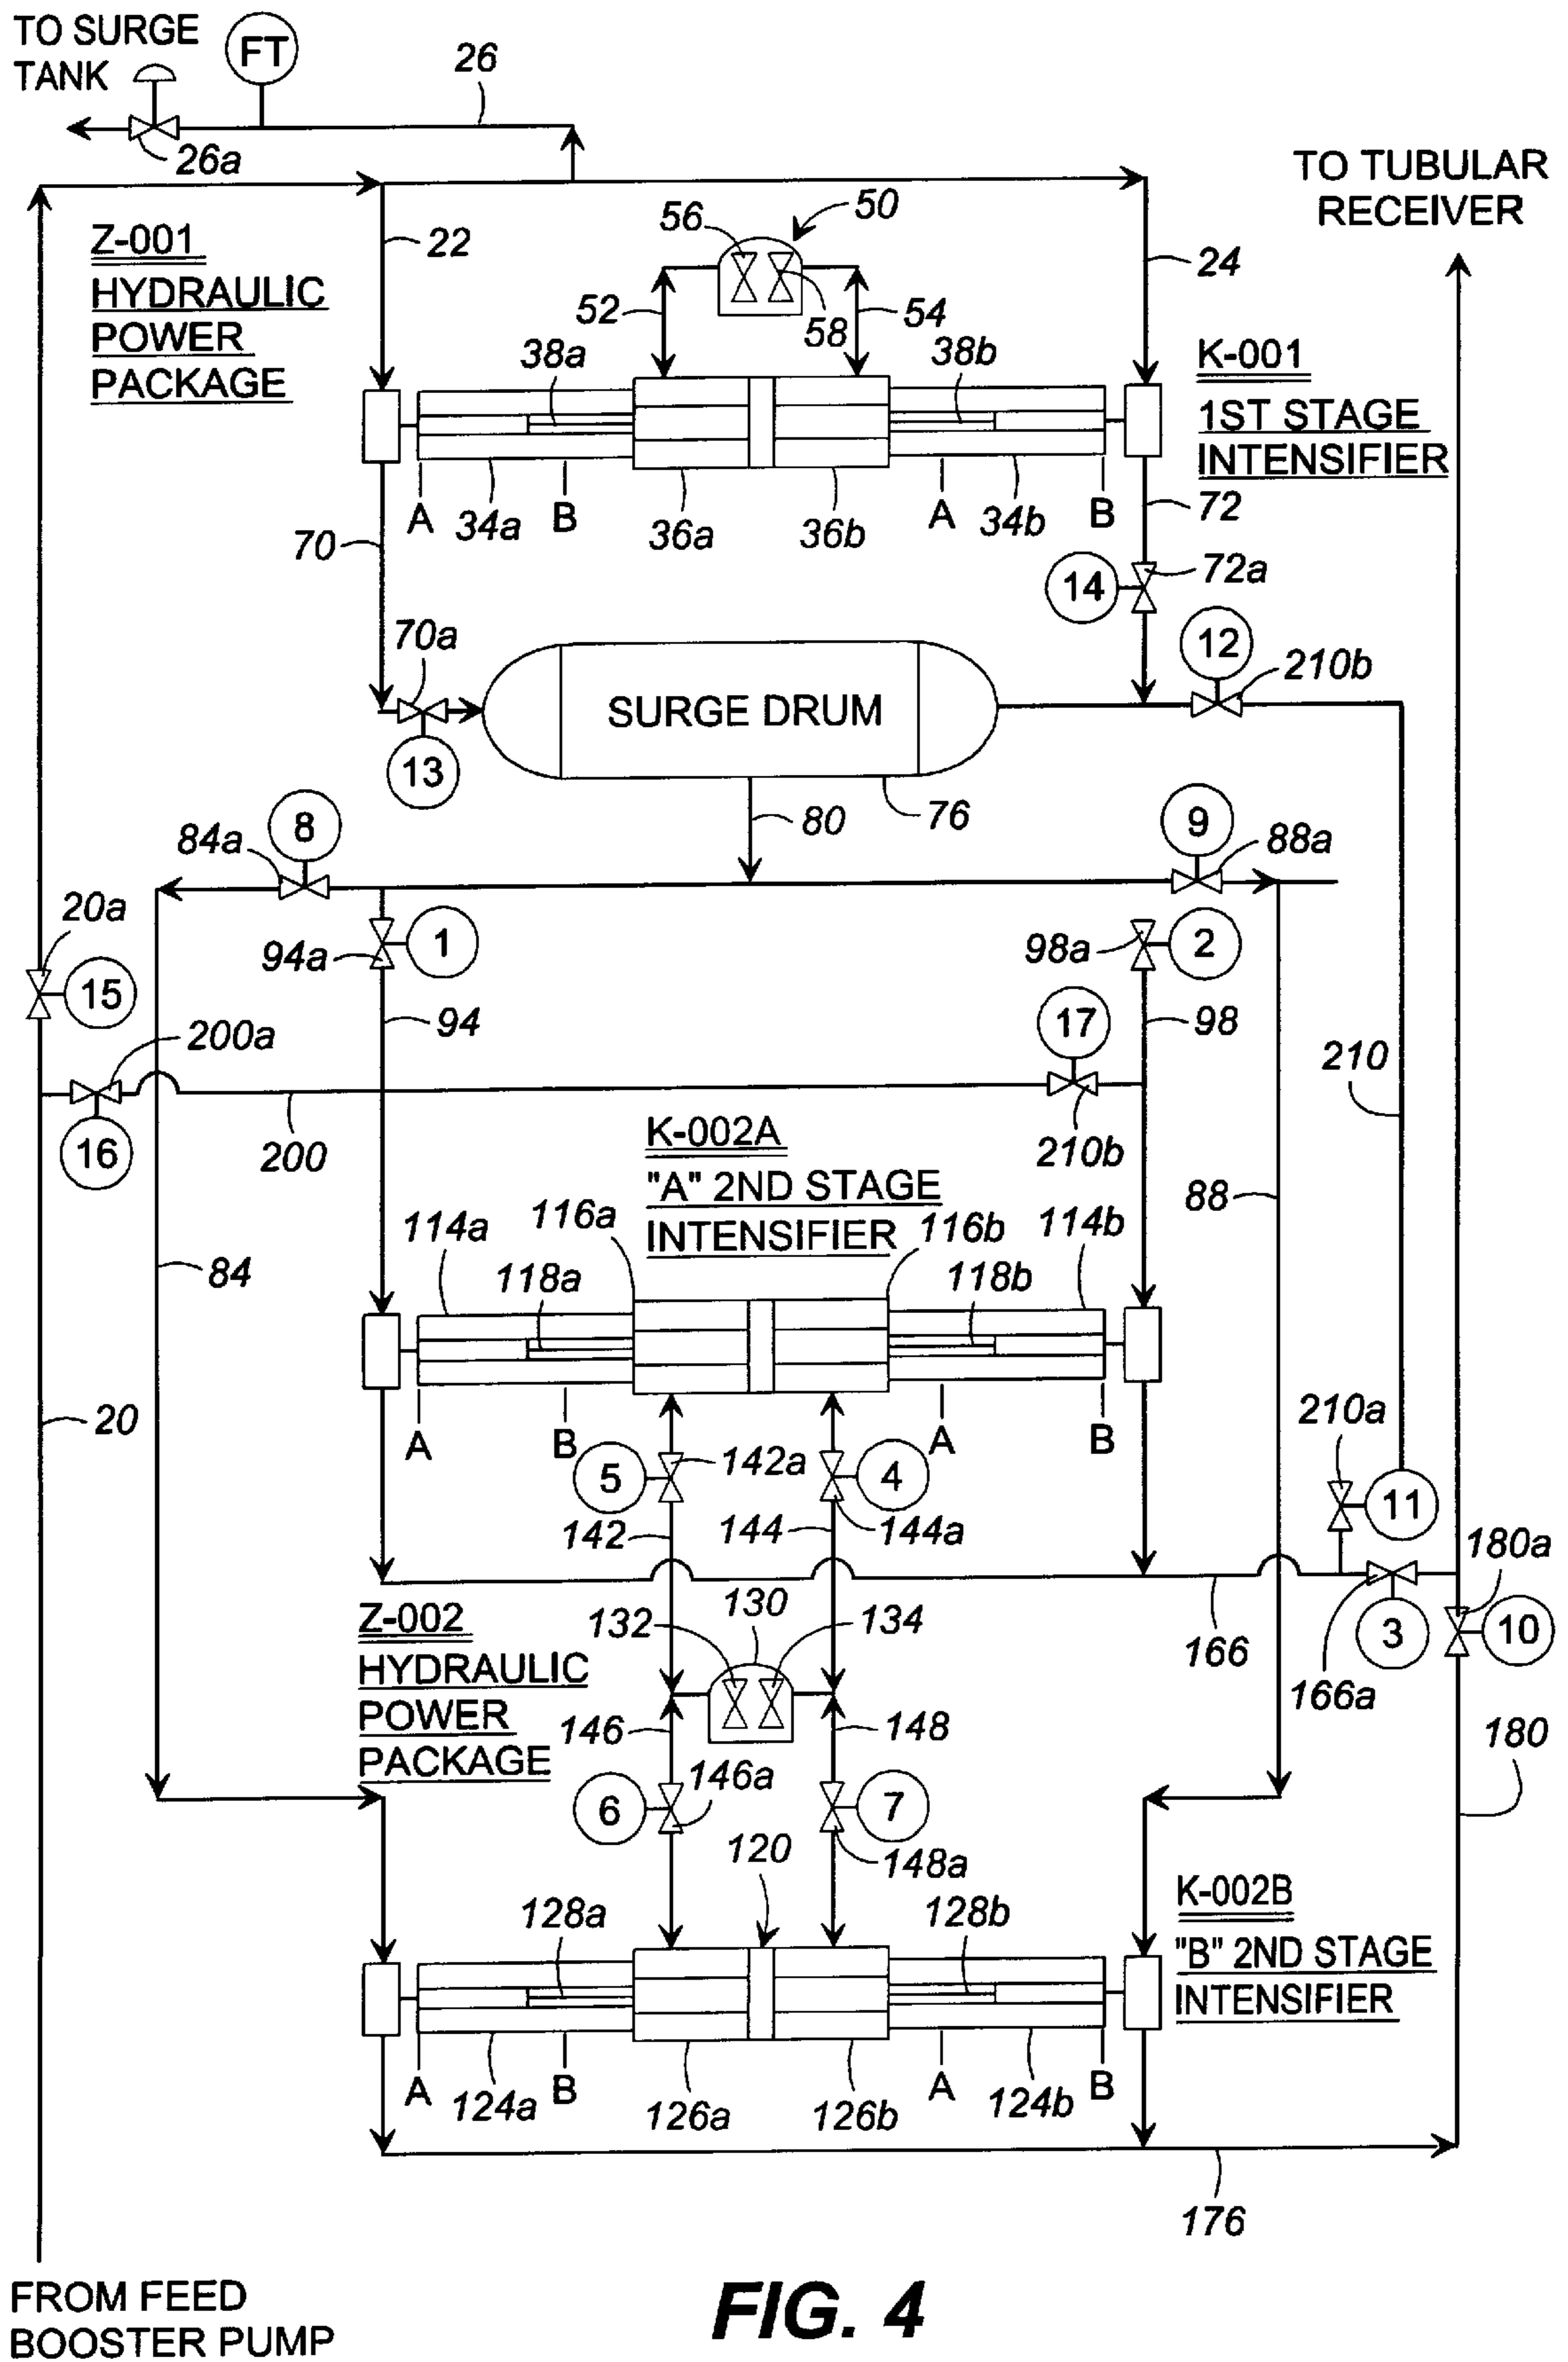 TO SURGE
TANK
FT
26
26a
TO TUBULAR
RECEIVER
Z-001
HYDRAULIC
POWER
PACKAGE
22
56
50
24
52
58
54
38a
38b
K-001
1ST STAGE
INTENSIFIER
A
34a
B
36a
36b
A
34b
B
72
70
14
72a
70a
12
210b
SURGE DRUM
13
80
76
8
84a
9
88a
20a
94a
1
98a
2
15
94
17
98
200a
210
16
200
K-002A
"A" 2ND STAGE
INTENSIFIER
210b
88
114a
116a
116b
114b
84
118a
118b
20
210a
A
B
A
B
5
142a
4
11
142
144
144a
180a
Z-002
HYDRAULIC
POWER
PACKAGE
132
130
134
166
3
10
166a
146
148
180
6
146a
7
120
148a
K-002B
"B" 2ND STAGE
INTENSIFIER
128a
128b
A
124a
B
126a
126b
A
124b
B
176
FROM FEED
BOOSTER PUMP
FIG. 4